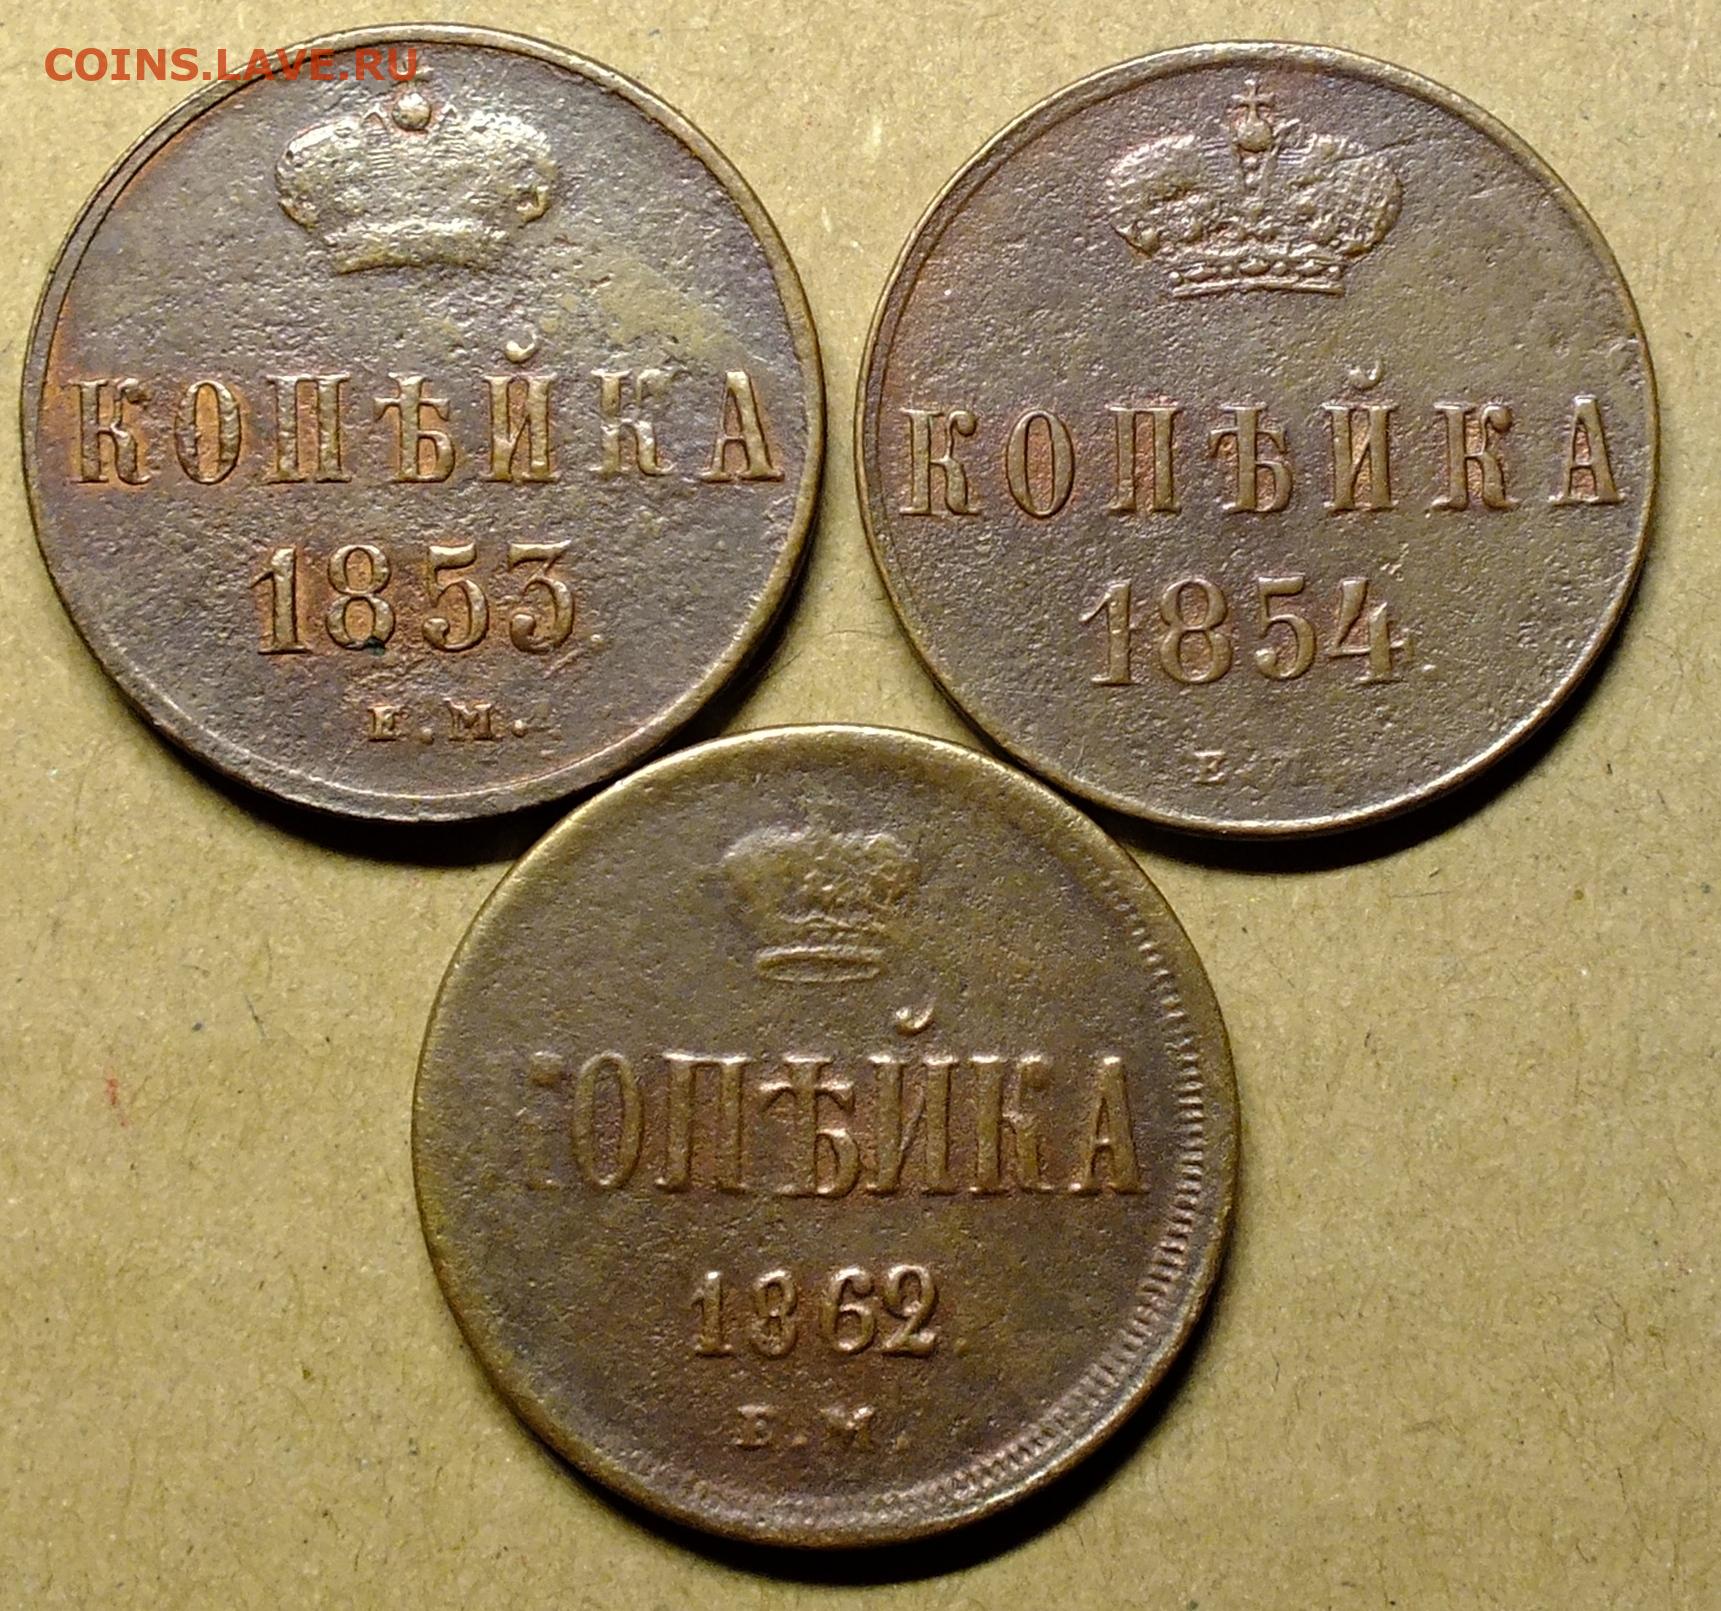 COINS.LAVE.RU
КОПѢЙКА
1853.
Е.М.
КОПѢЙКА
1854.
Е.
ОПѢЙКА
1862.
Е.М.